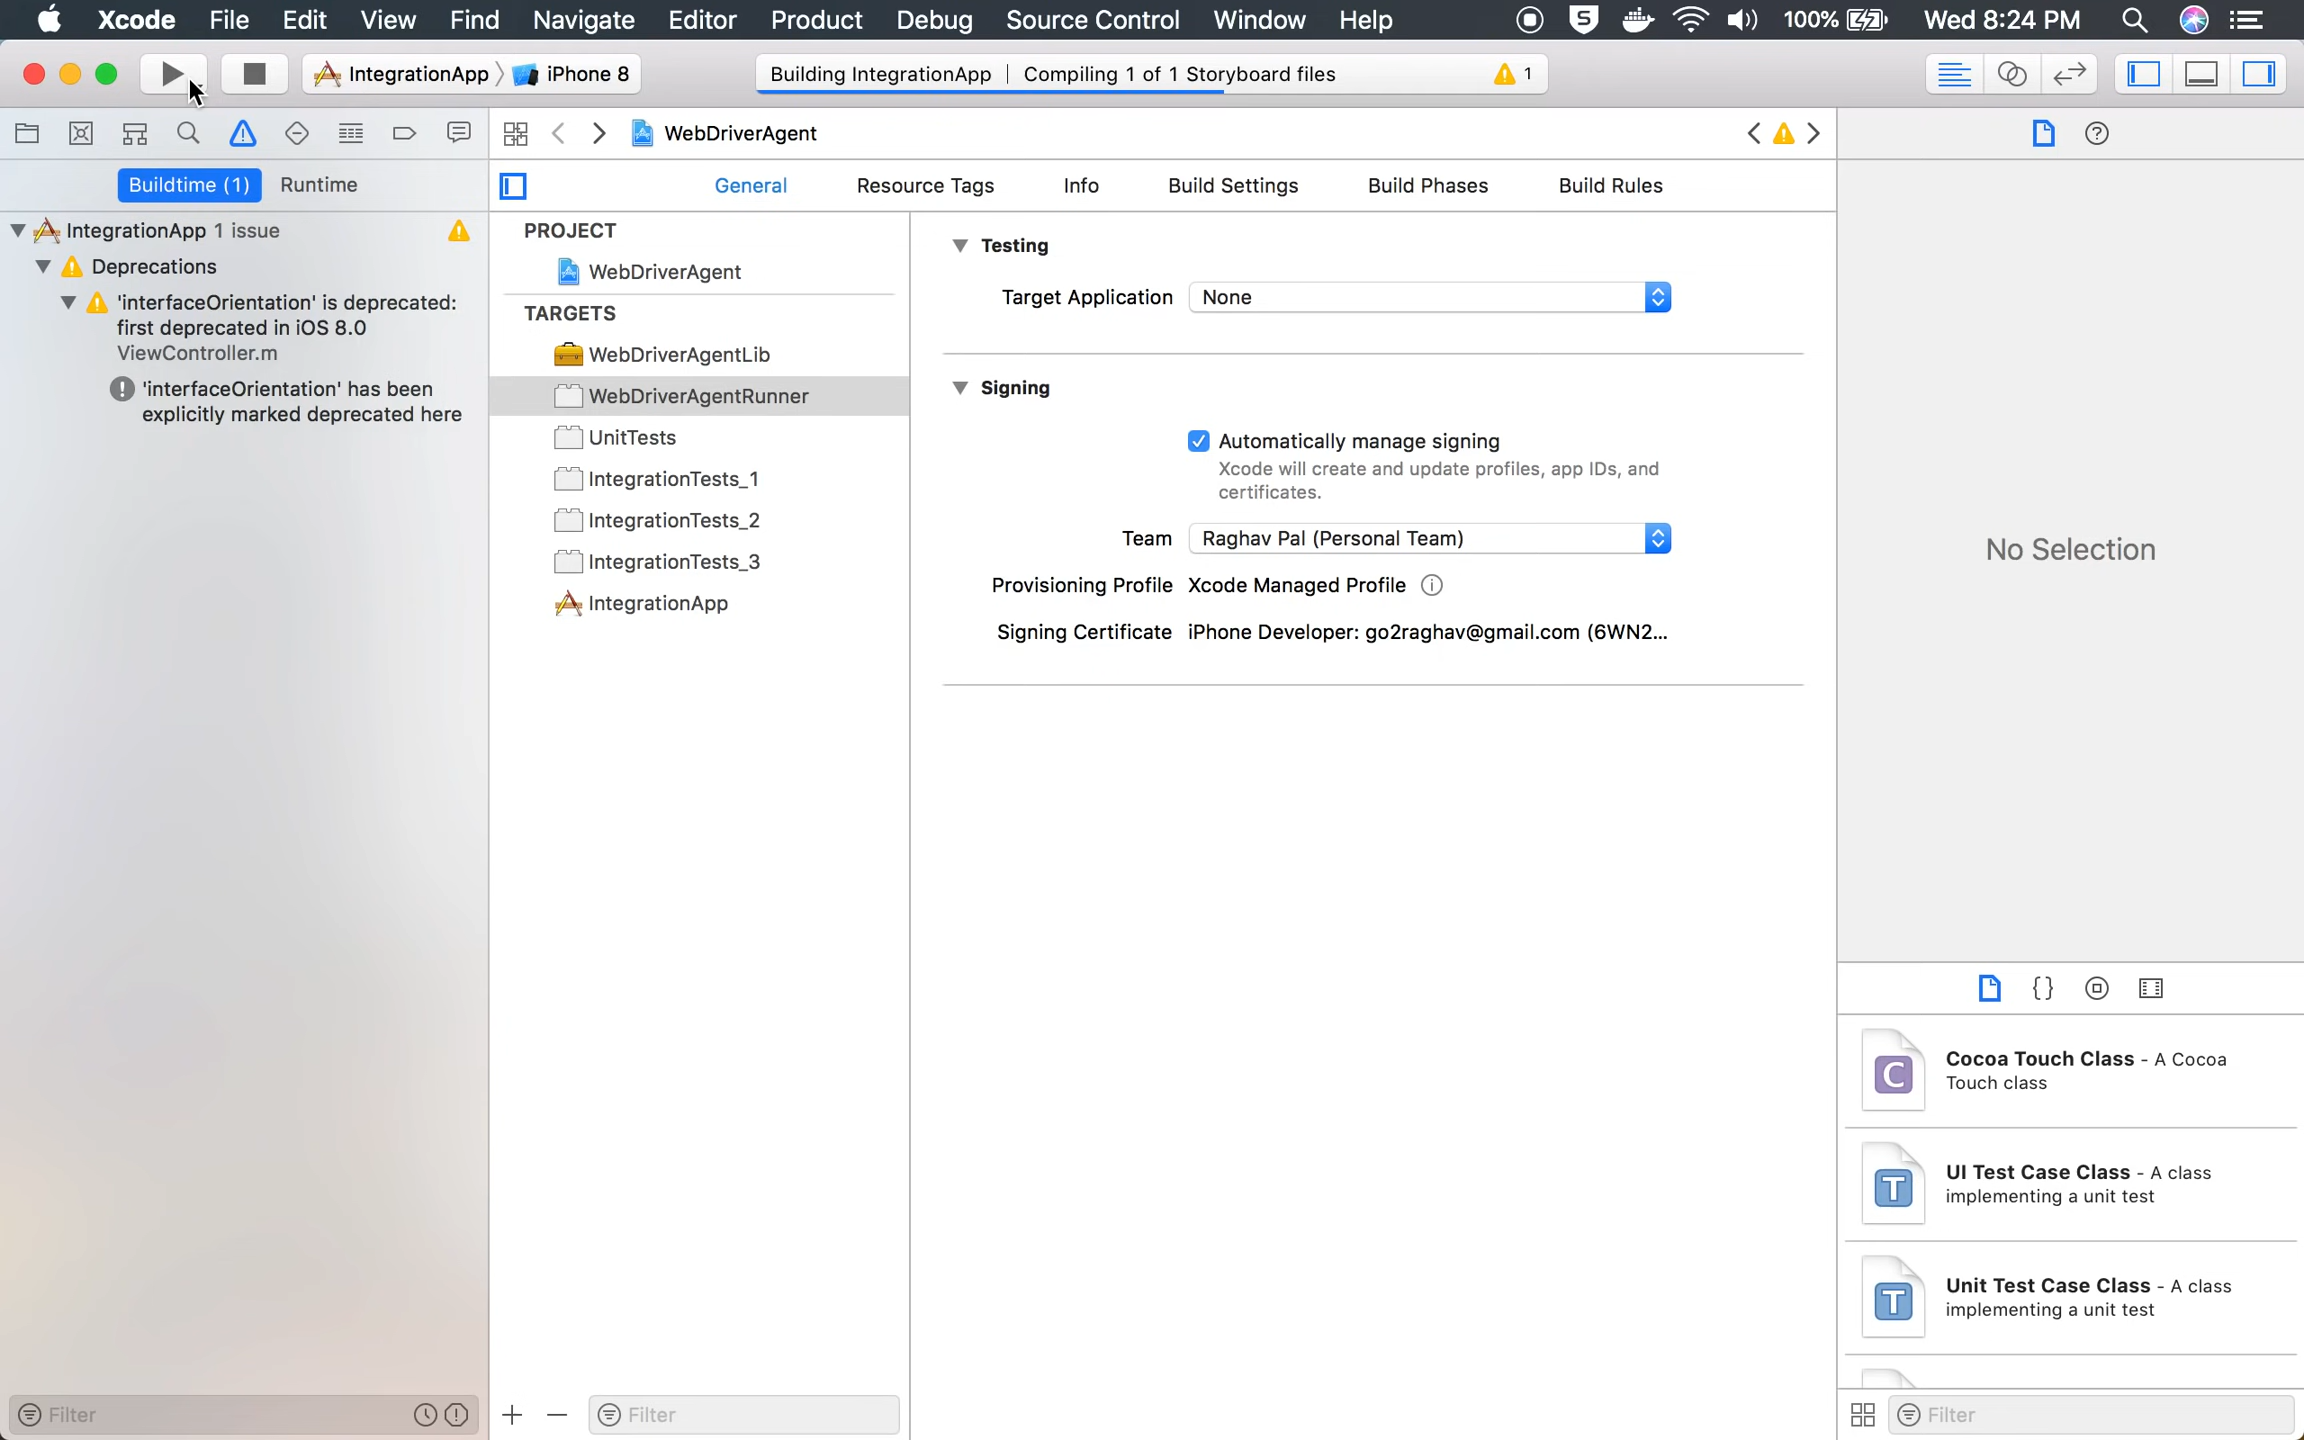 Xcode File Edit View Find Navigate Editor Product Debug Source Control Window Help 100% Wed 8:24 PM
IntegrationApp iPhone 8 Building IntegrationApp | Compiling 1 of 1 Storyboard files 1
WebDriverAgent
Buildtime (1) Runtime
General Resource Tags Info Build Settings Build Phases Build Rules
IntegrationApp 1 issue
Deprecations
'interfaceOrientation' is deprecated:
first deprecated in iOS 8.0
ViewController.m
'interfaceOrientation' has been
explicitly marked deprecated here
PROJECT
WebDriverAgent
TARGETS
WebDriverAgentLib
WebDriverAgentRunner
UnitTests
IntegrationTests_1
IntegrationTests_2
IntegrationTests_3
IntegrationApp
Testing
Target Application None
Signing
Automatically manage signing
Xcode will create and update profiles, app IDs, and
certificates.
Team Raghav Pal (Personal Team)
Provisioning Profile Xcode Managed Profile
Signing Certificate iPhone Developer: go2raghav@gmail.com (6WN2...
No Selection
Cocoa Touch Class - A Cocoa
Touch class
UI Test Case Class - A class
implementing a unit test
Unit Test Case Class - A class
implementing a unit test
Filter
Filter
Filter